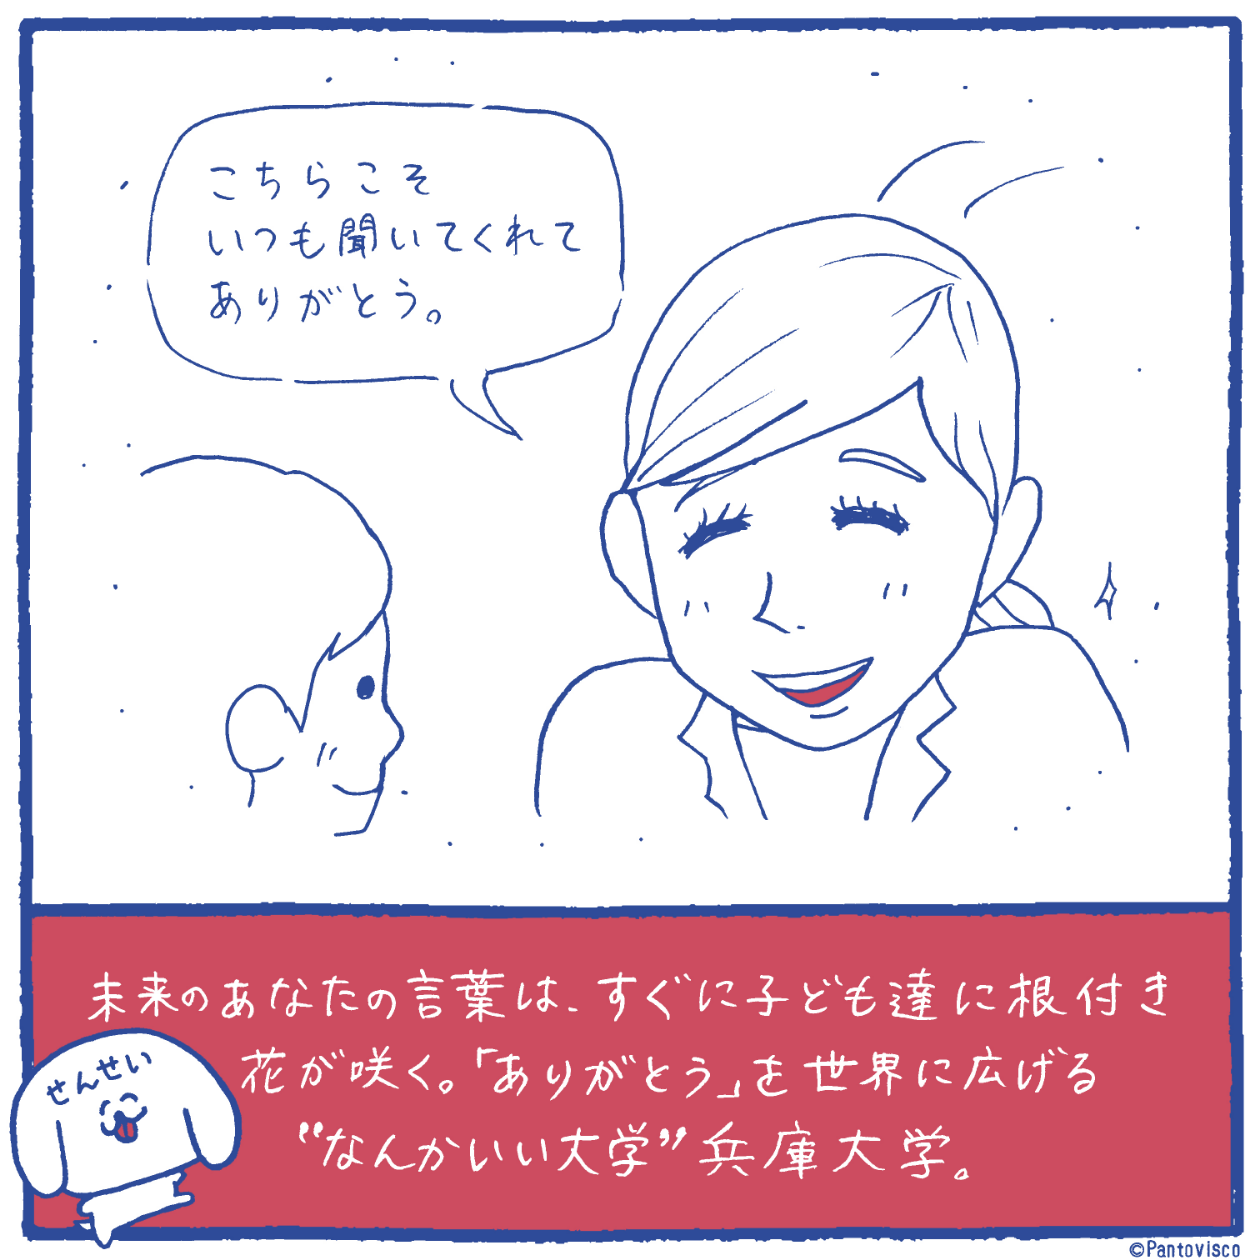 こちらこそ
いつも聞いてくれて
ありがとう。
未来のあなたの言葉は、すぐに子ども達に根付き
花が咲く。「ありがとう」を世界に広げる
“なんかいい大学”兵庫大学。
せんせい
©Pantovisco